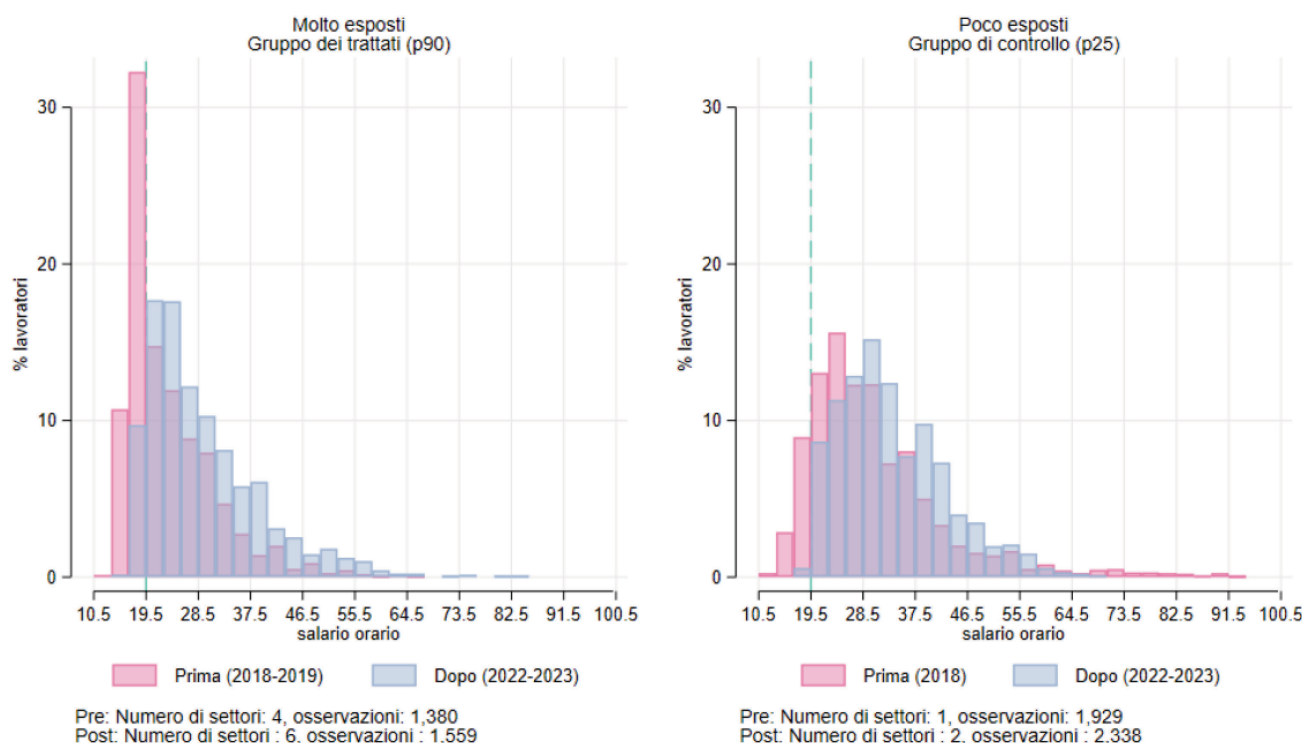 Molto esposti
Gruppo dei trattati (p90)
% lavoratori
30
20
10
0
10.5 19.5 28.5 37.5 46.5 55.5 64.5 73.5 82.5 91.5 100.5
salario orario
Prima (2018-2019) Dopo (2022-2023)
Pre: Numero di settori: 4, osservazioni: 1,380
Post: Numero di settori : 6, osservazioni : 1,559
Poco esposti
Gruppo di controllo (p25)
% lavoratori
30
20
10
0
10.5 19.5 28.5 37.5 46.5 55.5 64.5 73.5 82.5 91.5 100.5
salario orario
Prima (2018) Dopo (2022-2023)
Pre: Numero di settori: 1, osservazioni: 1,929
Post: Numero di settori : 2, osservazioni : 2,338